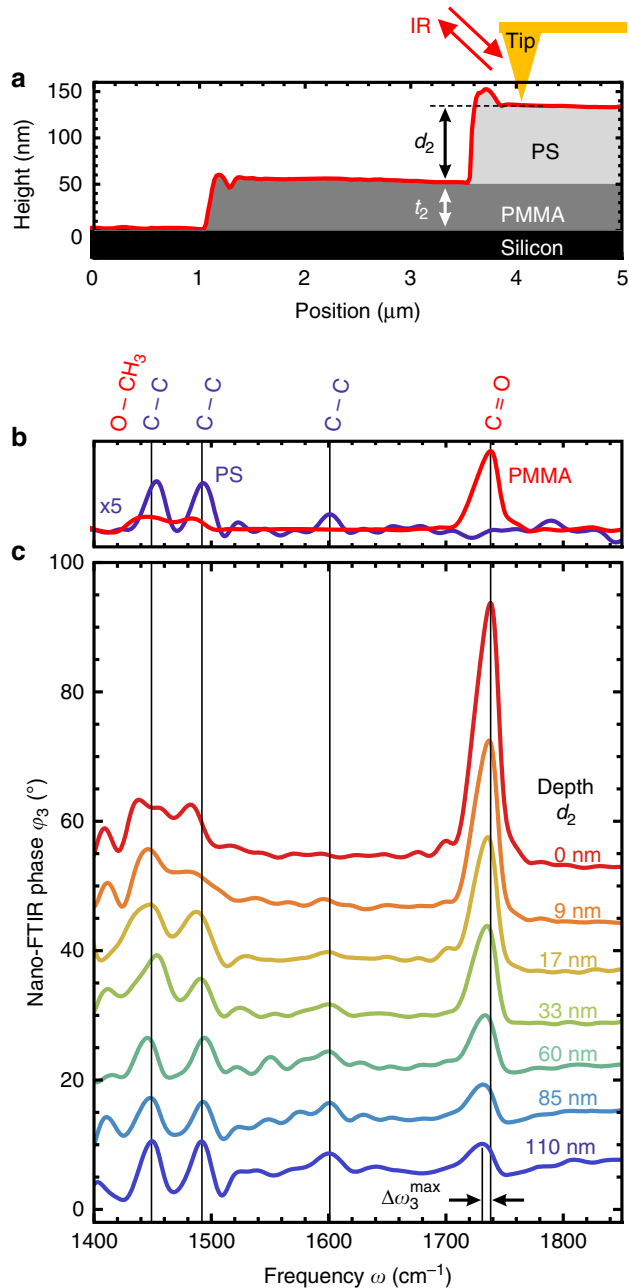 IR
Tip
a
150
100
50
0
Height (nm)
d₂
t₂
PS
PMMA
Silicon
0 1 2 3 4 5
Position (μm)
O – CH₃
C – C
C – C
C – C
C = O
b
x5
PS
PMMA
c
100
80
60
40
20
0
Nano-FTIR phase φ₃ (°)
Depth
d₂
0 nm
9 nm
17 nm
33 nm
60 nm
85 nm
110 nm
Δω₃ᵐᵃˣ
1400 1500 1600 1700 1800
Frequency ω (cm⁻¹)